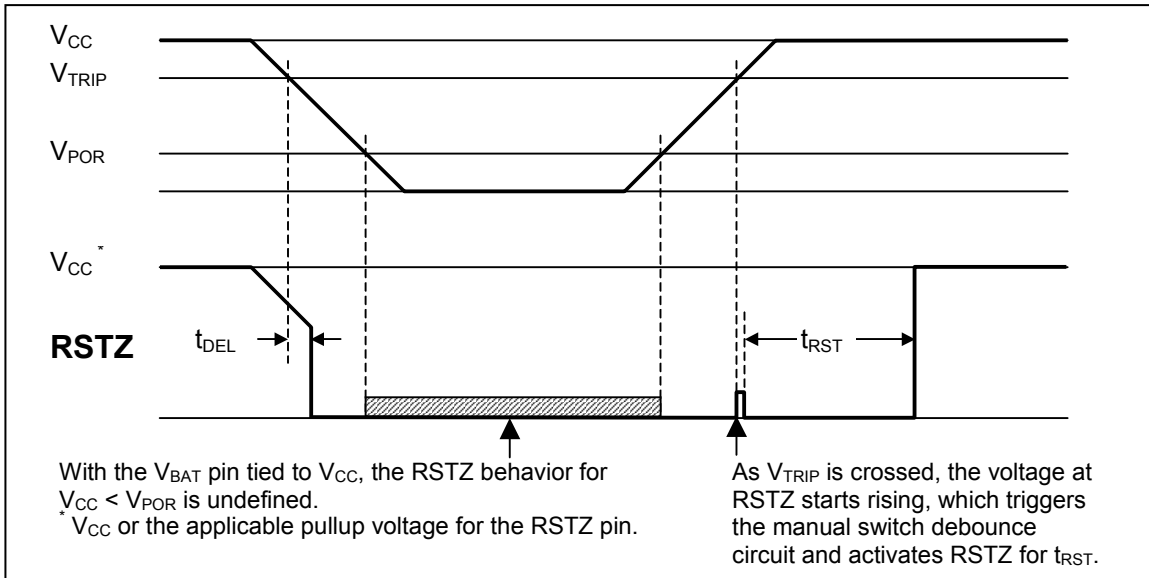 VCC
VTRIP
VPOR
VCC *
RSTZ
tDEL
tRST
With the VBAT pin tied to VCC, the RSTZ behavior for
VCC < VPOR is undefined.
* VCC or the applicable pullup voltage for the RSTZ pin.
As VTRIP is crossed, the voltage at
RSTZ starts rising, which triggers
the manual switch debounce
circuit and activates RSTZ for tRST.